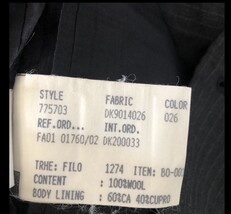 STYLE FABRIC COLOR
775703 DK9014026 026
REF.ORD... INT.ORD.
FA01 01760/02 DK200033
TRHE: FILO 1274 ITEM: BO-00
CONTENT : 100%WOOL
BODY LINING : 60%CA 40%CUPRO